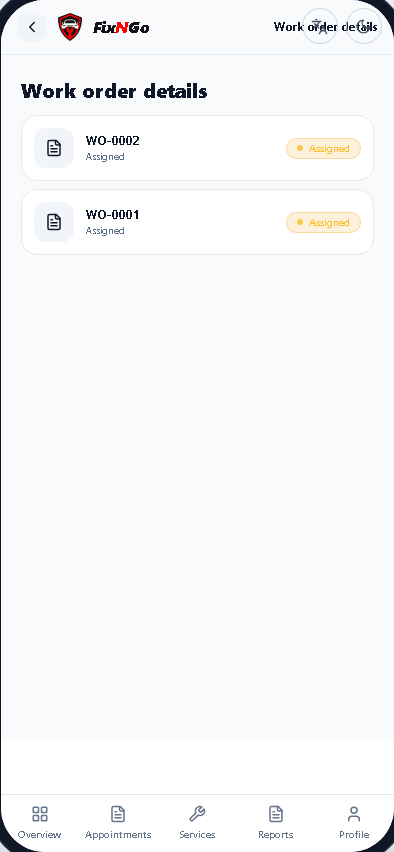 FixNGo
Work order details
Work order details
WO-0002
Assigned
Assigned
WO-0001
Assigned
Assigned
Overview
Appointments
Services
Reports
Profile